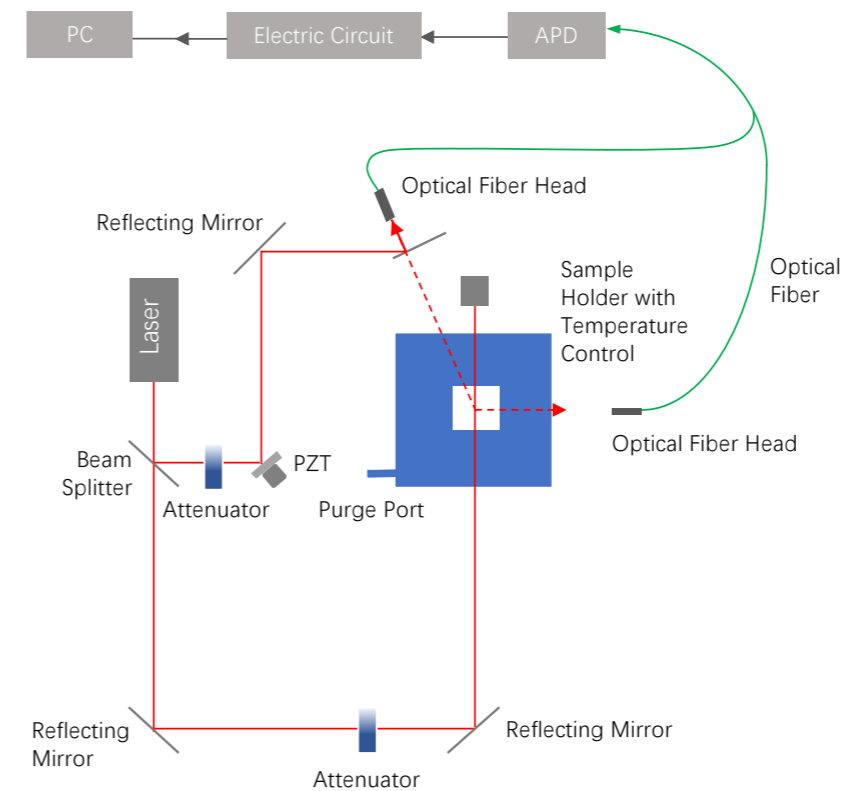 PC
Electric Circuit
APD
Optical Fiber Head
Reflecting Mirror
Sample
Holder with
Temperature
Control
Optical
Fiber
Laser
Beam
Splitter
PZT
Optical Fiber Head
Attenuator
Purge Port
Reflecting
Mirror
Reflecting Mirror
Attenuator